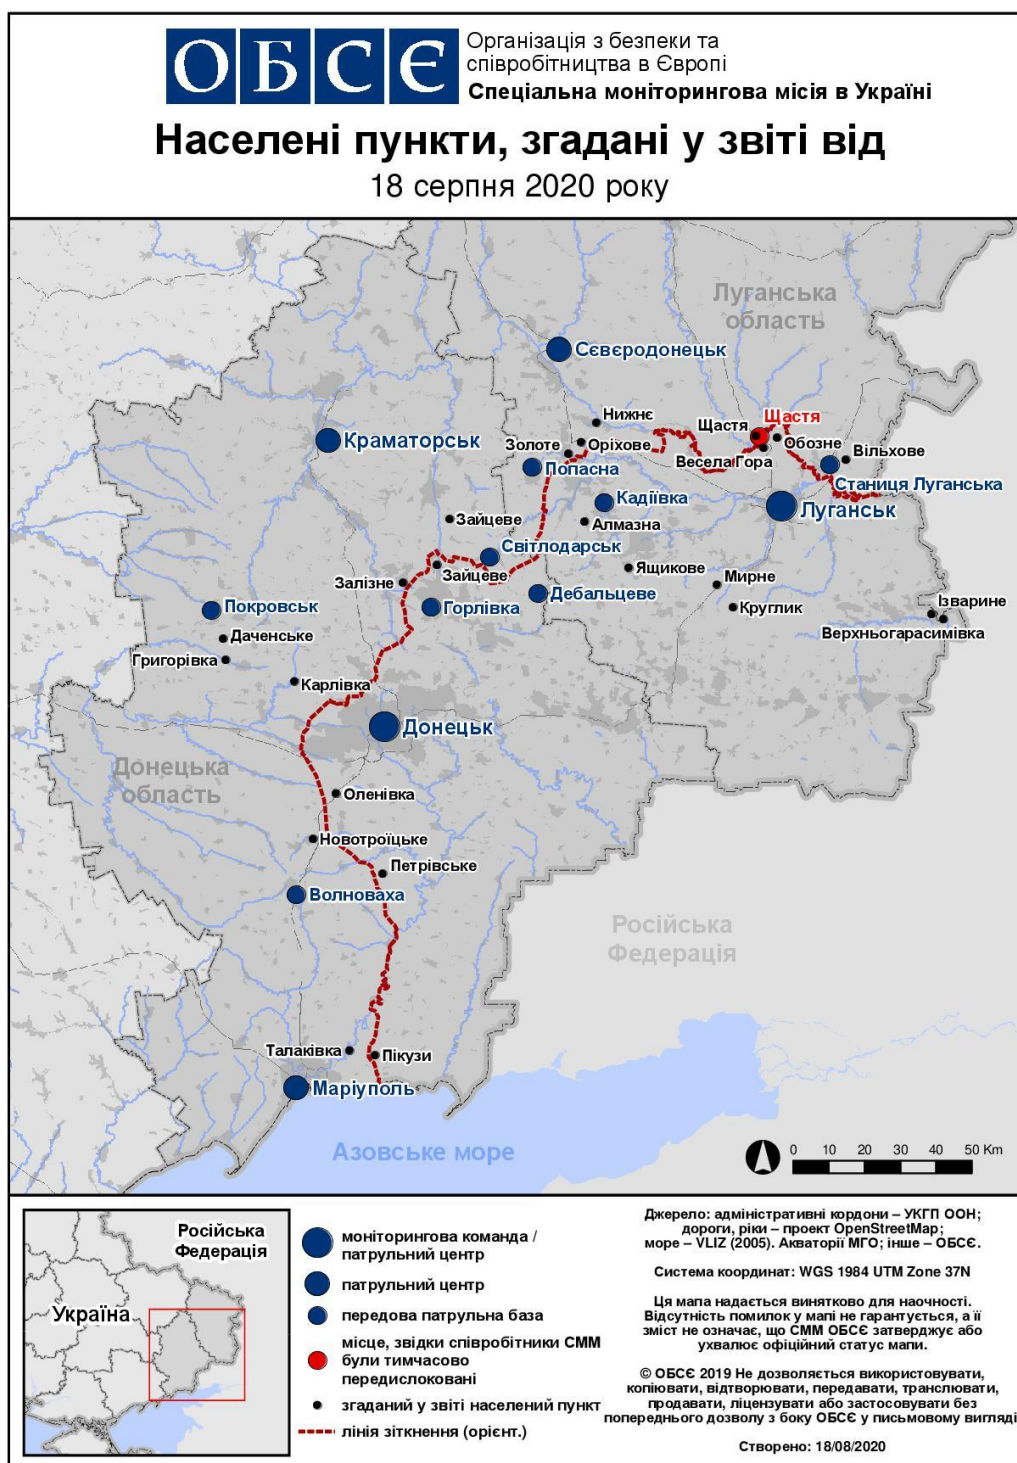 ОБСЄ
Організація з безпеки та
співробітництва в Європі
Спеціальна моніторингова місія в Україні
Населені пункти, згадані у звіті від
18 серпня 2020 року
Луганська
область
Сєвєродонецьк
Нижнє
Щастя
Щастя
Краматорськ
Золоте
Оріхове
Обозне
Весела Гора
Вільхове
Попасна
Станиця Луганська
Кадіївка
Луганськ
Зайцеве
Алмазна
Світлодарськ
Ящикове
Зайцеве
Залізне
Мирне
Дебальцеве
Горлівка
Покровськ
Круглик
Ізварине
Верхньогарасимівка
Даченське
Григорівка
Карлівка
Донецьк
Донецька
область
Оленівка
Новотроїцьке
Петрівське
Волноваха
Російська
Федерація
Талаківка
Пікузи
Маріуполь
Азовське море
0 10 20 30 40 50 Km
Російська
Федерація
Україна
моніторингова команда /
патрульний центр
патрульний центр
передова патрульна база
місце, звідки співробітники СММ
були тимчасово
передислоковані
згаданий у звіті населений пункт
лінія зіткнення (орієнт.)
Джерело: адміністративні кордони – УКГП ООН;
дороги, ріки – проект OpenStreetMap;
море – VLIZ (2005). Акваторії МГО; інше – ОБСЄ.
Система координат: WGS 1984 UTM Zone 37N
Ця мапа надається винятково для наочності.
Відсутність помилок у мапі не гарантується, а її
зміст не означає, що СММ ОБСЄ затверджує або
ухвалює офіційний статус мапи.
© ОБСЄ 2019 Не дозволяється використовувати,
копіювати, відтворювати, передавати, транслювати,
продавати, ліцензувати або застосовувати без
попереднього дозволу з боку ОБСЄ у письмовому вигляді
Створено: 18/08/2020